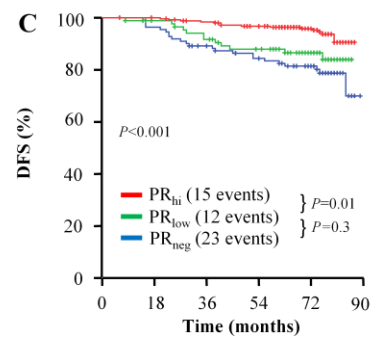 C
100
80
60
40
20
0
DFS (%)
P<0.001
PRhi (15 events)
PRlow (12 events)
PRneg (23 events)
} P=0.01
} P=0.3
0 18 36 54 72 90
Time (months)